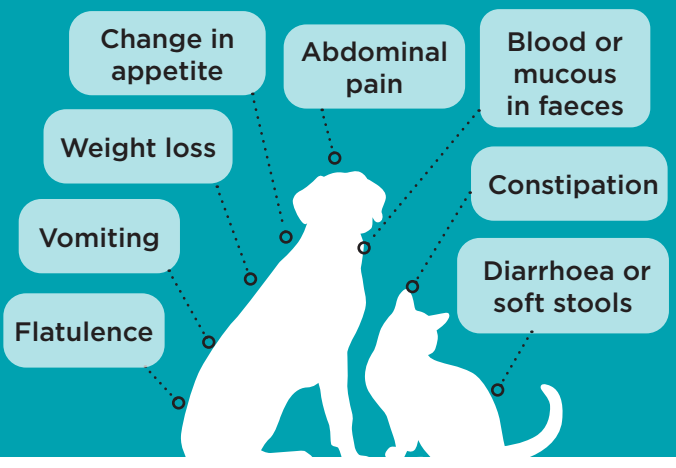 Change in
appetite
Abdominal
pain
Blood or
mucous
in faeces
Weight loss
Constipation
Vomiting
Diarrhoea or
soft stools
Flatulence